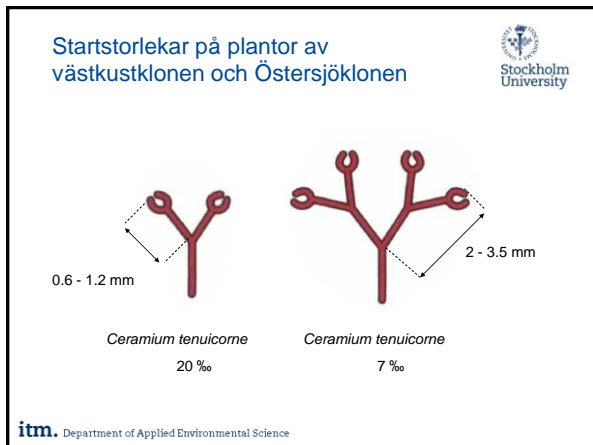 Startstorlekar på plantor av
västkustklonen och Östersjöklonen
Stockholm
University
0.6 - 1.2 mm
2 - 3.5 mm
Ceramium tenuicorne
20 ‰
Ceramium tenuicorne
7 ‰
itm. Department of Applied Environmental Science